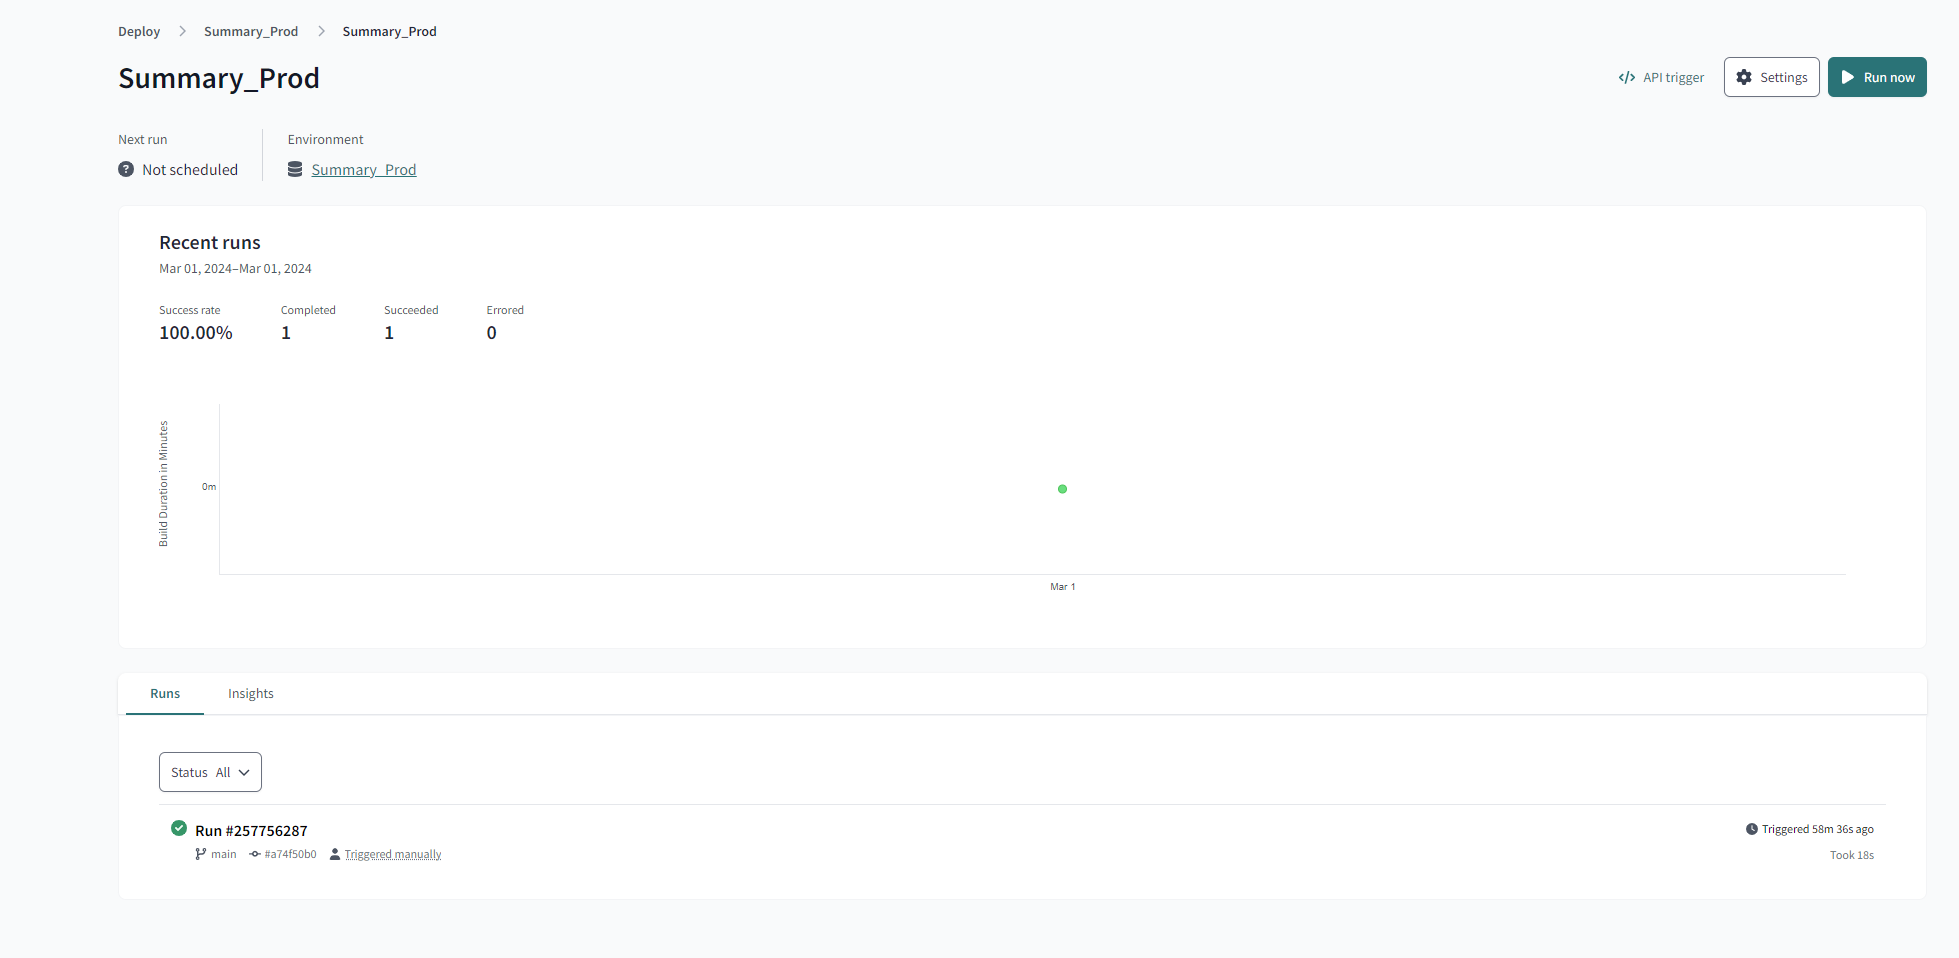 Deploy Summary_Prod Summary_Prod
Summary_Prod
</> API trigger Settings Run now
Next run Environment
Not scheduled Summary_Prod
Recent runs
Mar 01, 2024–Mar 01, 2024
Success rate Completed Succeeded Errored
100.00% 1 1 0
Build Duration in Minutes
0m
Mar 1
Runs Insights
Status All
Run #257756287 Triggered 58m 36s ago
main #a74f50b0 Triggered manually Took 18s